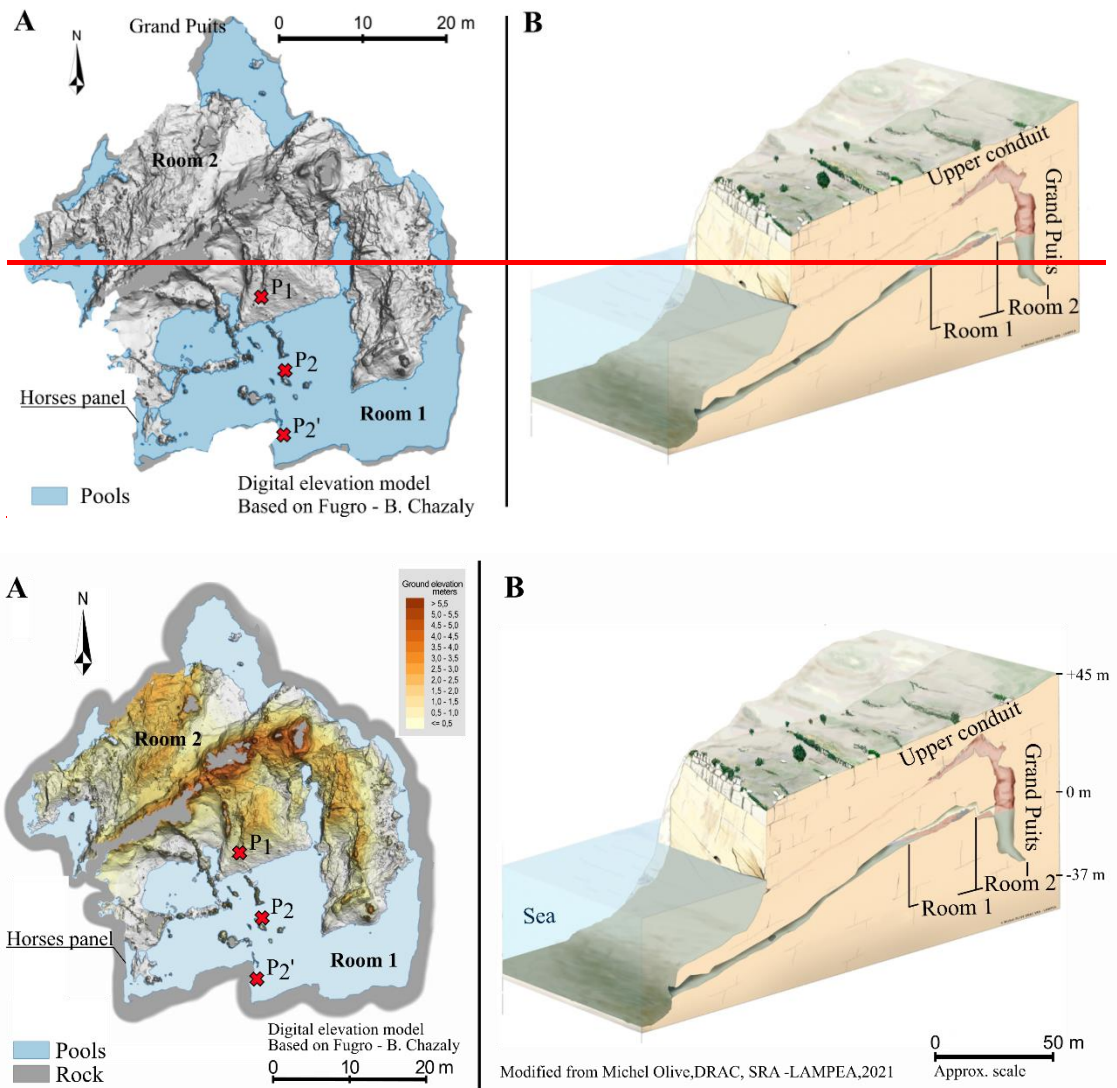 A
Grand Puits
0 10 20 m
N
Room 2
P1
P2
P2'
Horses panel
Room 1
Pools
Digital elevation model
Based on Fugro - B. Chazaly
B
Upper conduit
Grand Puits
Room 2
Room 1
A
N
Ground elevation
meters
> 5,5
5,0 - 5,5
4,5 - 5,0
4,0 - 4,5
3,5 - 4,0
3,0 - 3,5
2,5 - 3,0
2,0 - 2,5
1,5 - 2,0
1,0 - 1,5
0,5 - 1,0
<= 0,5
Room 2
P1
P2
P2'
Horses panel
Room 1
Pools
Rock
Digital elevation model
Based on Fugro - B. Chazaly
0 10 20 m
B
+45 m
Upper conduit
Grand Puits
0 m
-37 m
Room 2
Room 1
Sea
0 50 m
Approx. scale
Modified from Michel Olive,DRAC, SRA -LAMPEA,2021